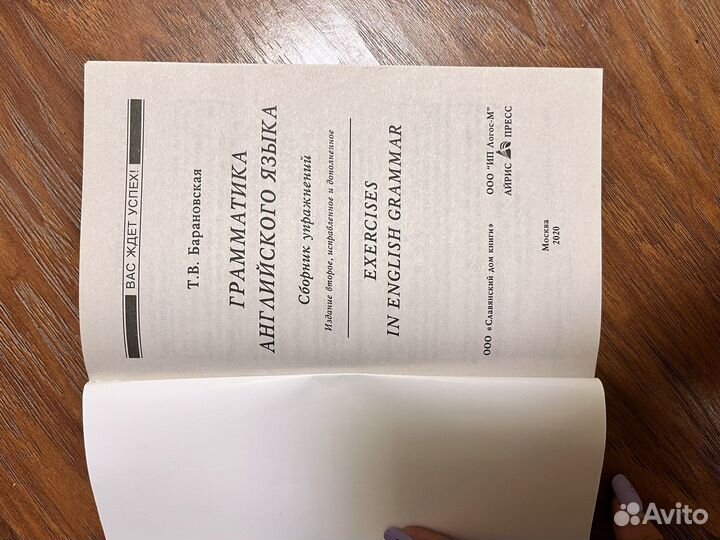 ВАС ЖДЕТ УСПЕХ!
Т.В. Барановская
ГРАММАТИКА
АНГЛИЙСКОГО ЯЗЫКА
Сборник упражнений
Издание второе, исправленное и дополненное
EXERCISES
IN ENGLISH GRAMMAR
ООО «Славянский дом книги»
ООО "ИП Логос-М"
АЙРИС ПРЕСС
Москва
2020
Avito